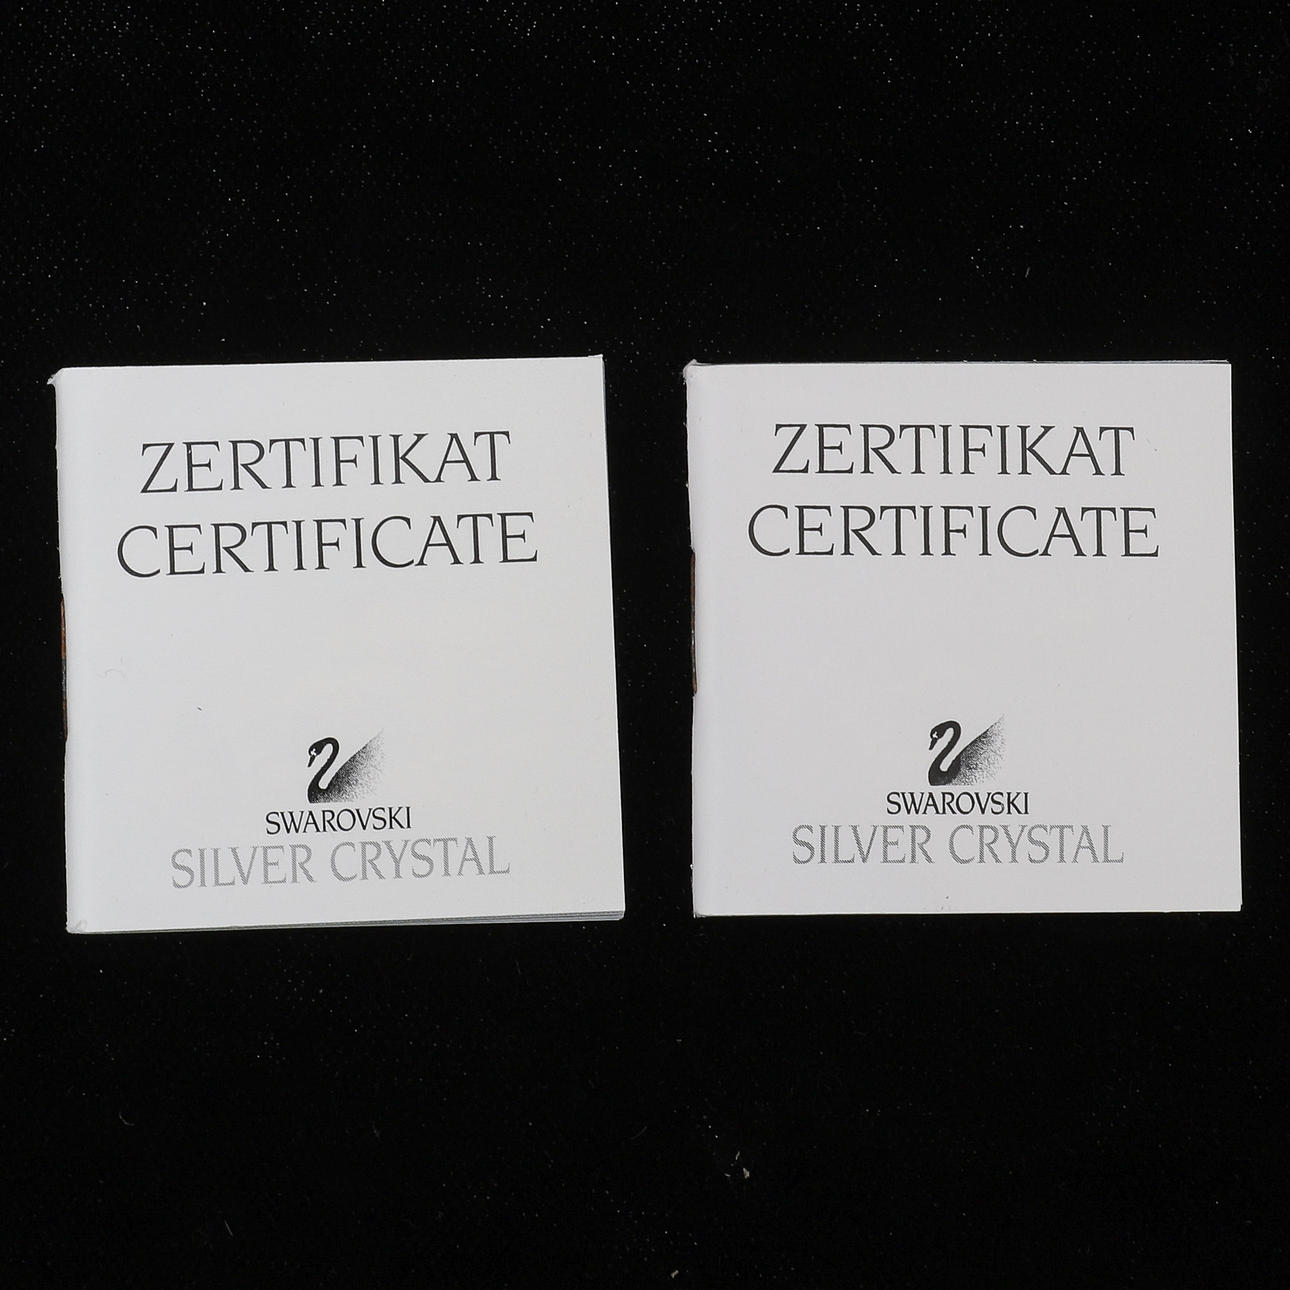 ZERTIFIKAT
CERTIFICATE
SWAROVSKI
SILVER CRYSTAL
ZERTIFIKAT
CERTIFICATE
SWAROVSKI
SILVER CRYSTAL